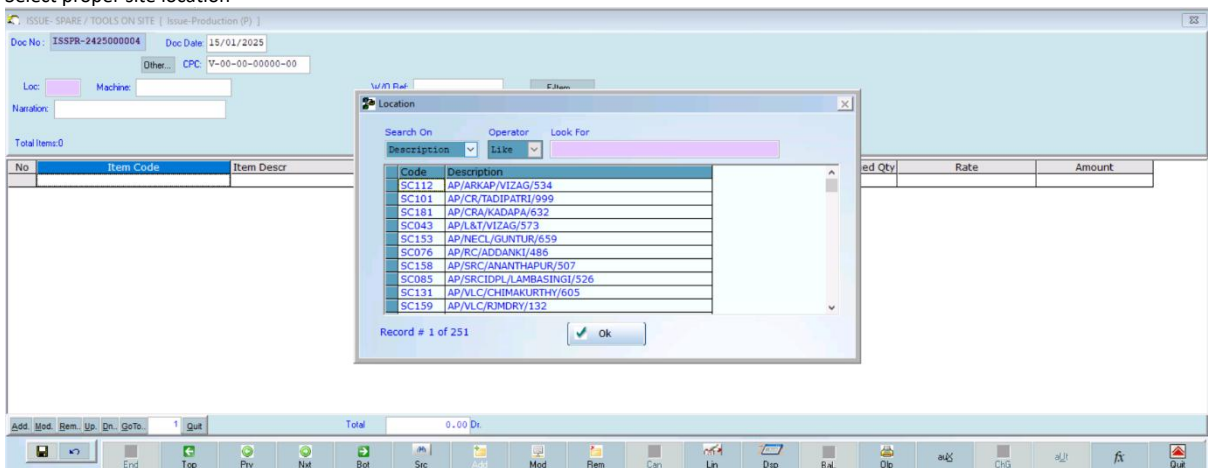 Select proper site location
ISSUE- SPARE / TOOLS ON SITE [ Issue-Production (P) ]
Doc No : ISSPR-2425000004 Doc Date: 15/01/2025
Other... CPC: V-00-00-00000-00
Loc: Machine: W/O Ref:
Narration:
Total Items:0
No Item Code Item Descr ed Qty Rate Amount
Location
Search On Operator Look For
Description Like
Code Description
SC112 AP/ARKAP/VIZAG/534
SC101 AP/CR/TADIPATRI/999
SC181 AP/CRA/KADAPA/632
SC043 AP/L&T/VIZAG/573
SC153 AP/NECL/GUNTUR/659
SC076 AP/RC/ADDANKI/486
SC158 AP/SRC/ANANTHAPUR/507
SC085 AP/SRCIDPL/LAMBASINGI/526
SC131 AP/VLC/CHIMAKURTHY/605
SC159 AP/VLC/RJMDRY/132
Record # 1 of 251 Ok
Add. Mod. Rem.. Up. Dn.. GoTo.. 1 Quit Total 0.00 Dr.
End Top Prv Nxt Bot Src Add Mod Rem Can Lin Dsp Bal. Olp auX ChG aUt fx Quit